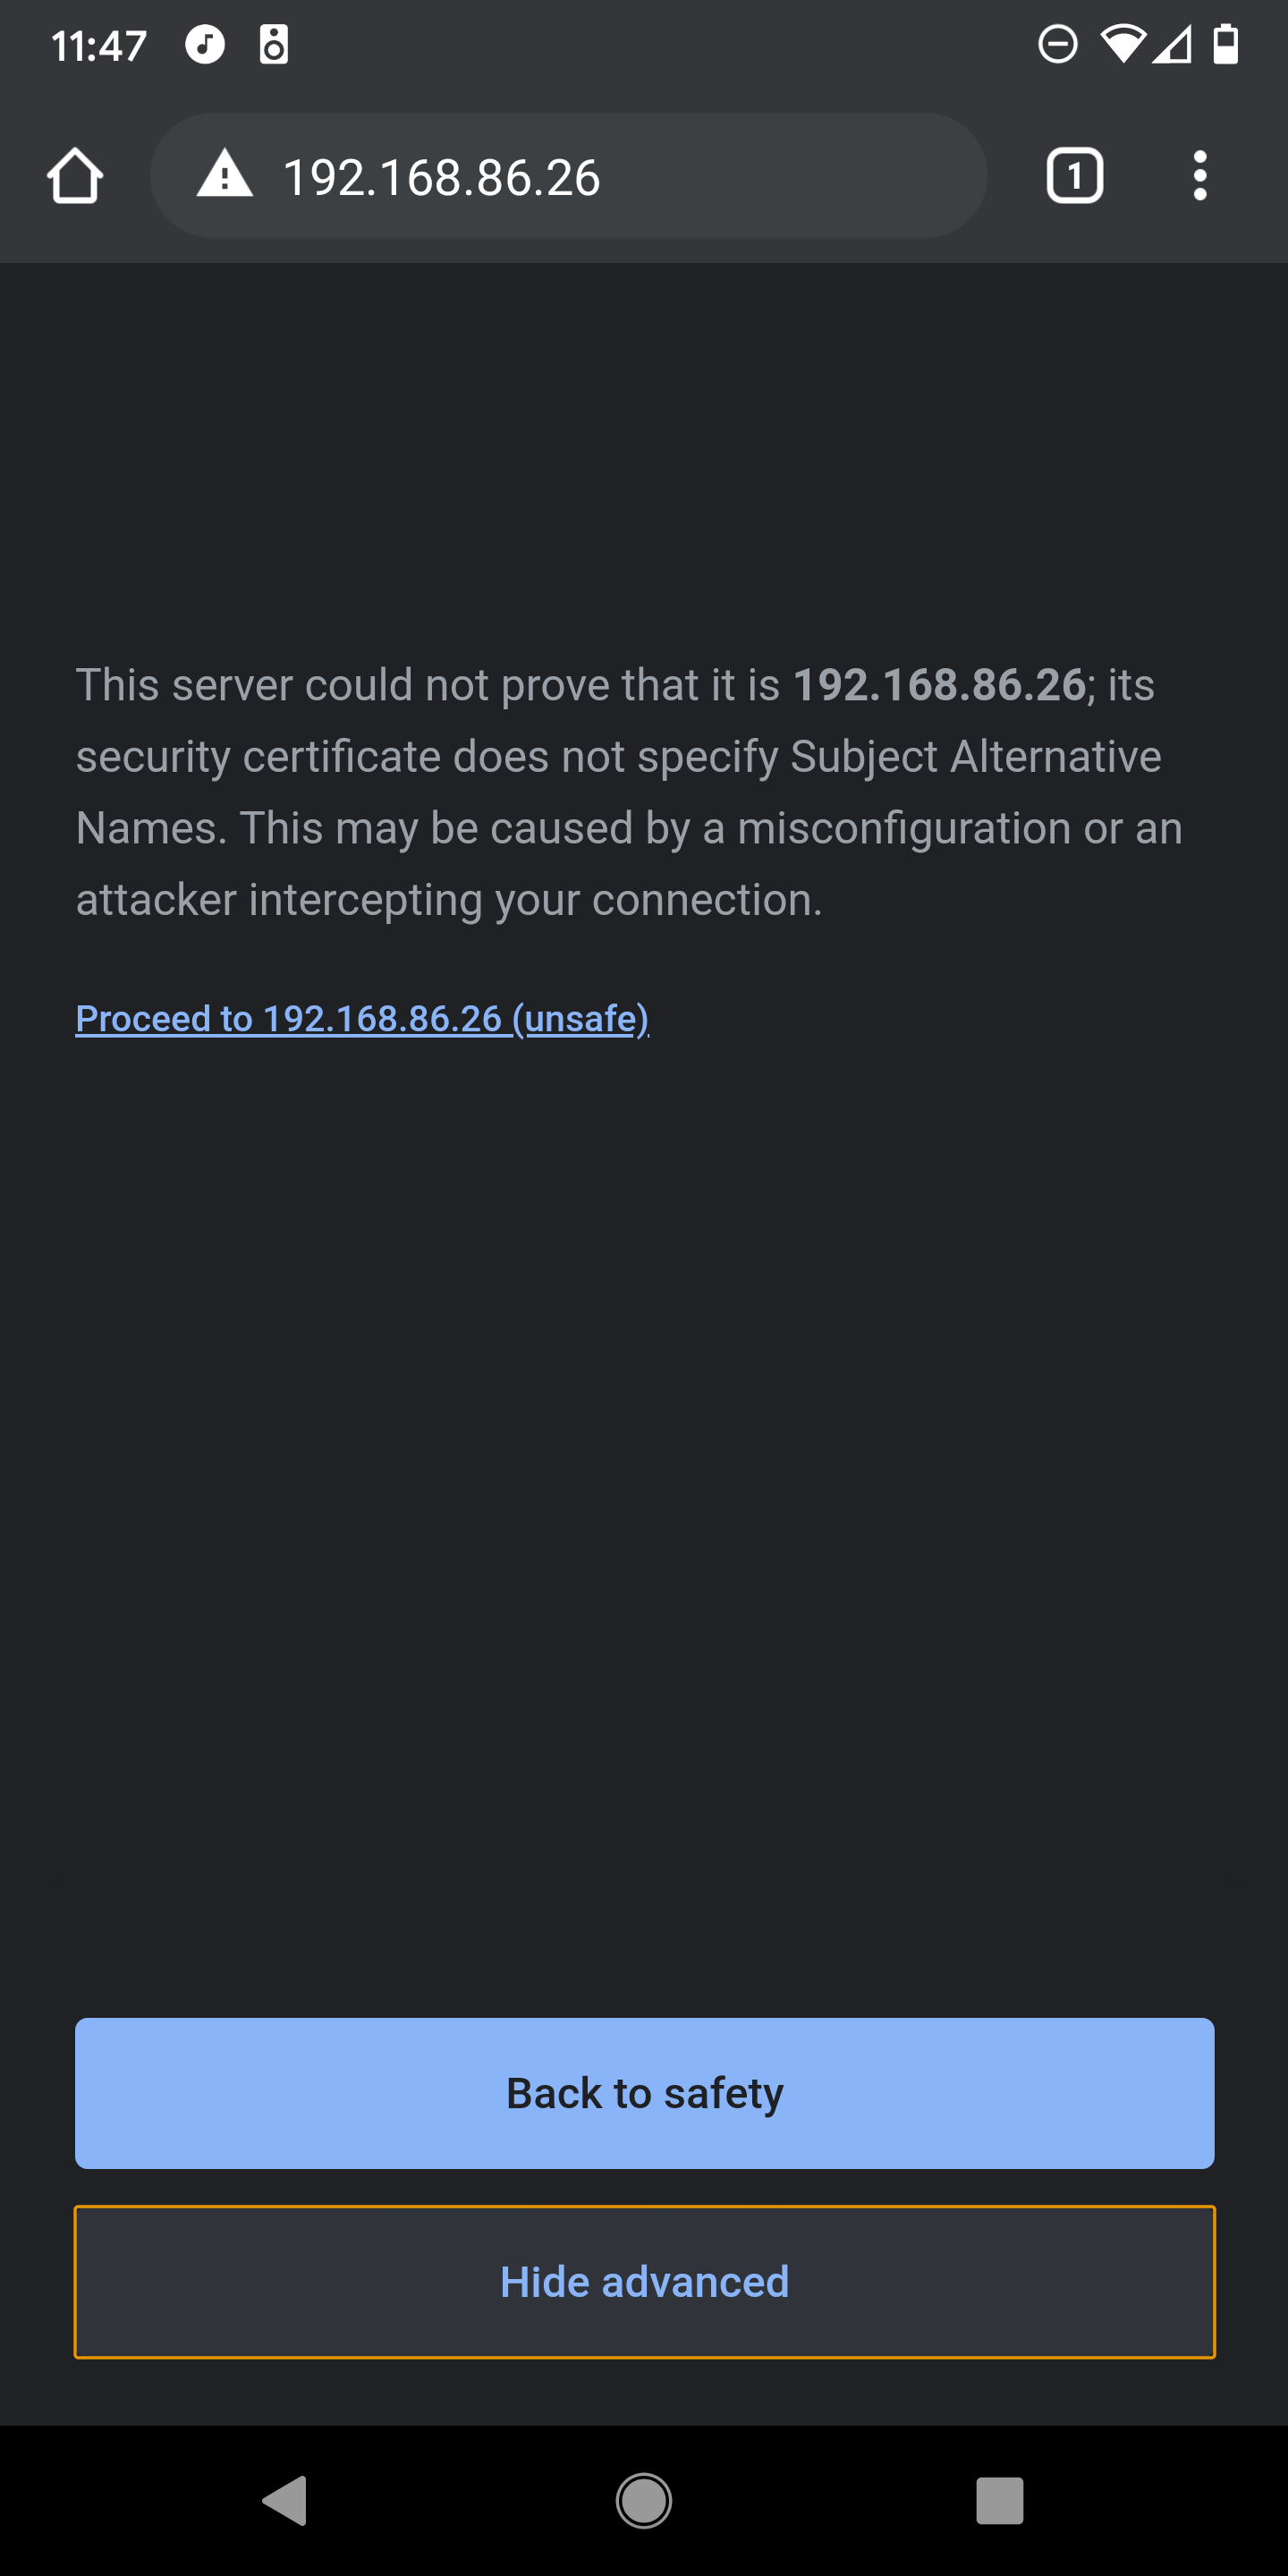 11:47
192.168.86.26
1
This server could not prove that it is 192.168.86.26; its
security certificate does not specify Subject Alternative
Names. This may be caused by a misconfiguration or an
attacker intercepting your connection.
Proceed to 192.168.86.26 (unsafe)
Back to safety
Hide advanced